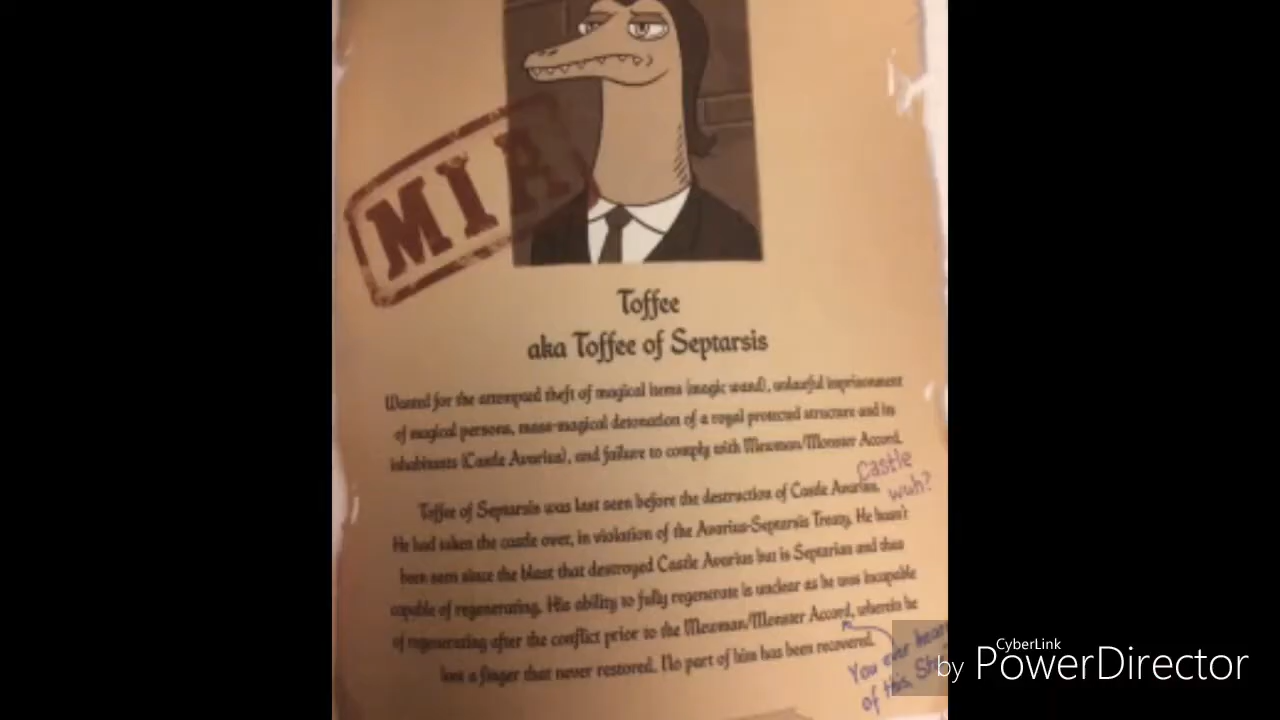 MIA
Toffee
aka Toffee of Septarsis
Wanted for the attempted theft of magical items (magic wand), unlawful imprisonment
of magical persons, mass-magical detonation of a royal protected structure and its
inhabitants (Castle Avarius), and failure to comply with Mewman/Monster Accord.
Castle
wuh?
Toffee of Septarsis was last seen before the destruction of Castle Avarius.
He had taken the castle over, in violation of the Avarius-Septarsis Treaty. He hasn't
been seen since the blast that destroyed Castle Avarius but is Septarian and thus
capable of regenerating. His ability to fully regenerate is unclear as he was incapable
of regenerating after the conflict prior to the Mewman/Monster Accord, wherein he
lost a finger that never restored. No part of him has been recovered.
You ever hear
of this,
CyberLink
by PowerDirector